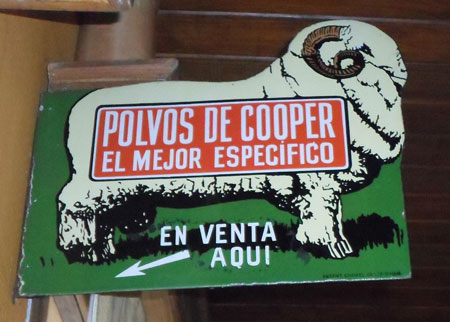 POLVOS DE COOPER
EL MEJOR ESPECÍFICO
EN VENTA
AQUI